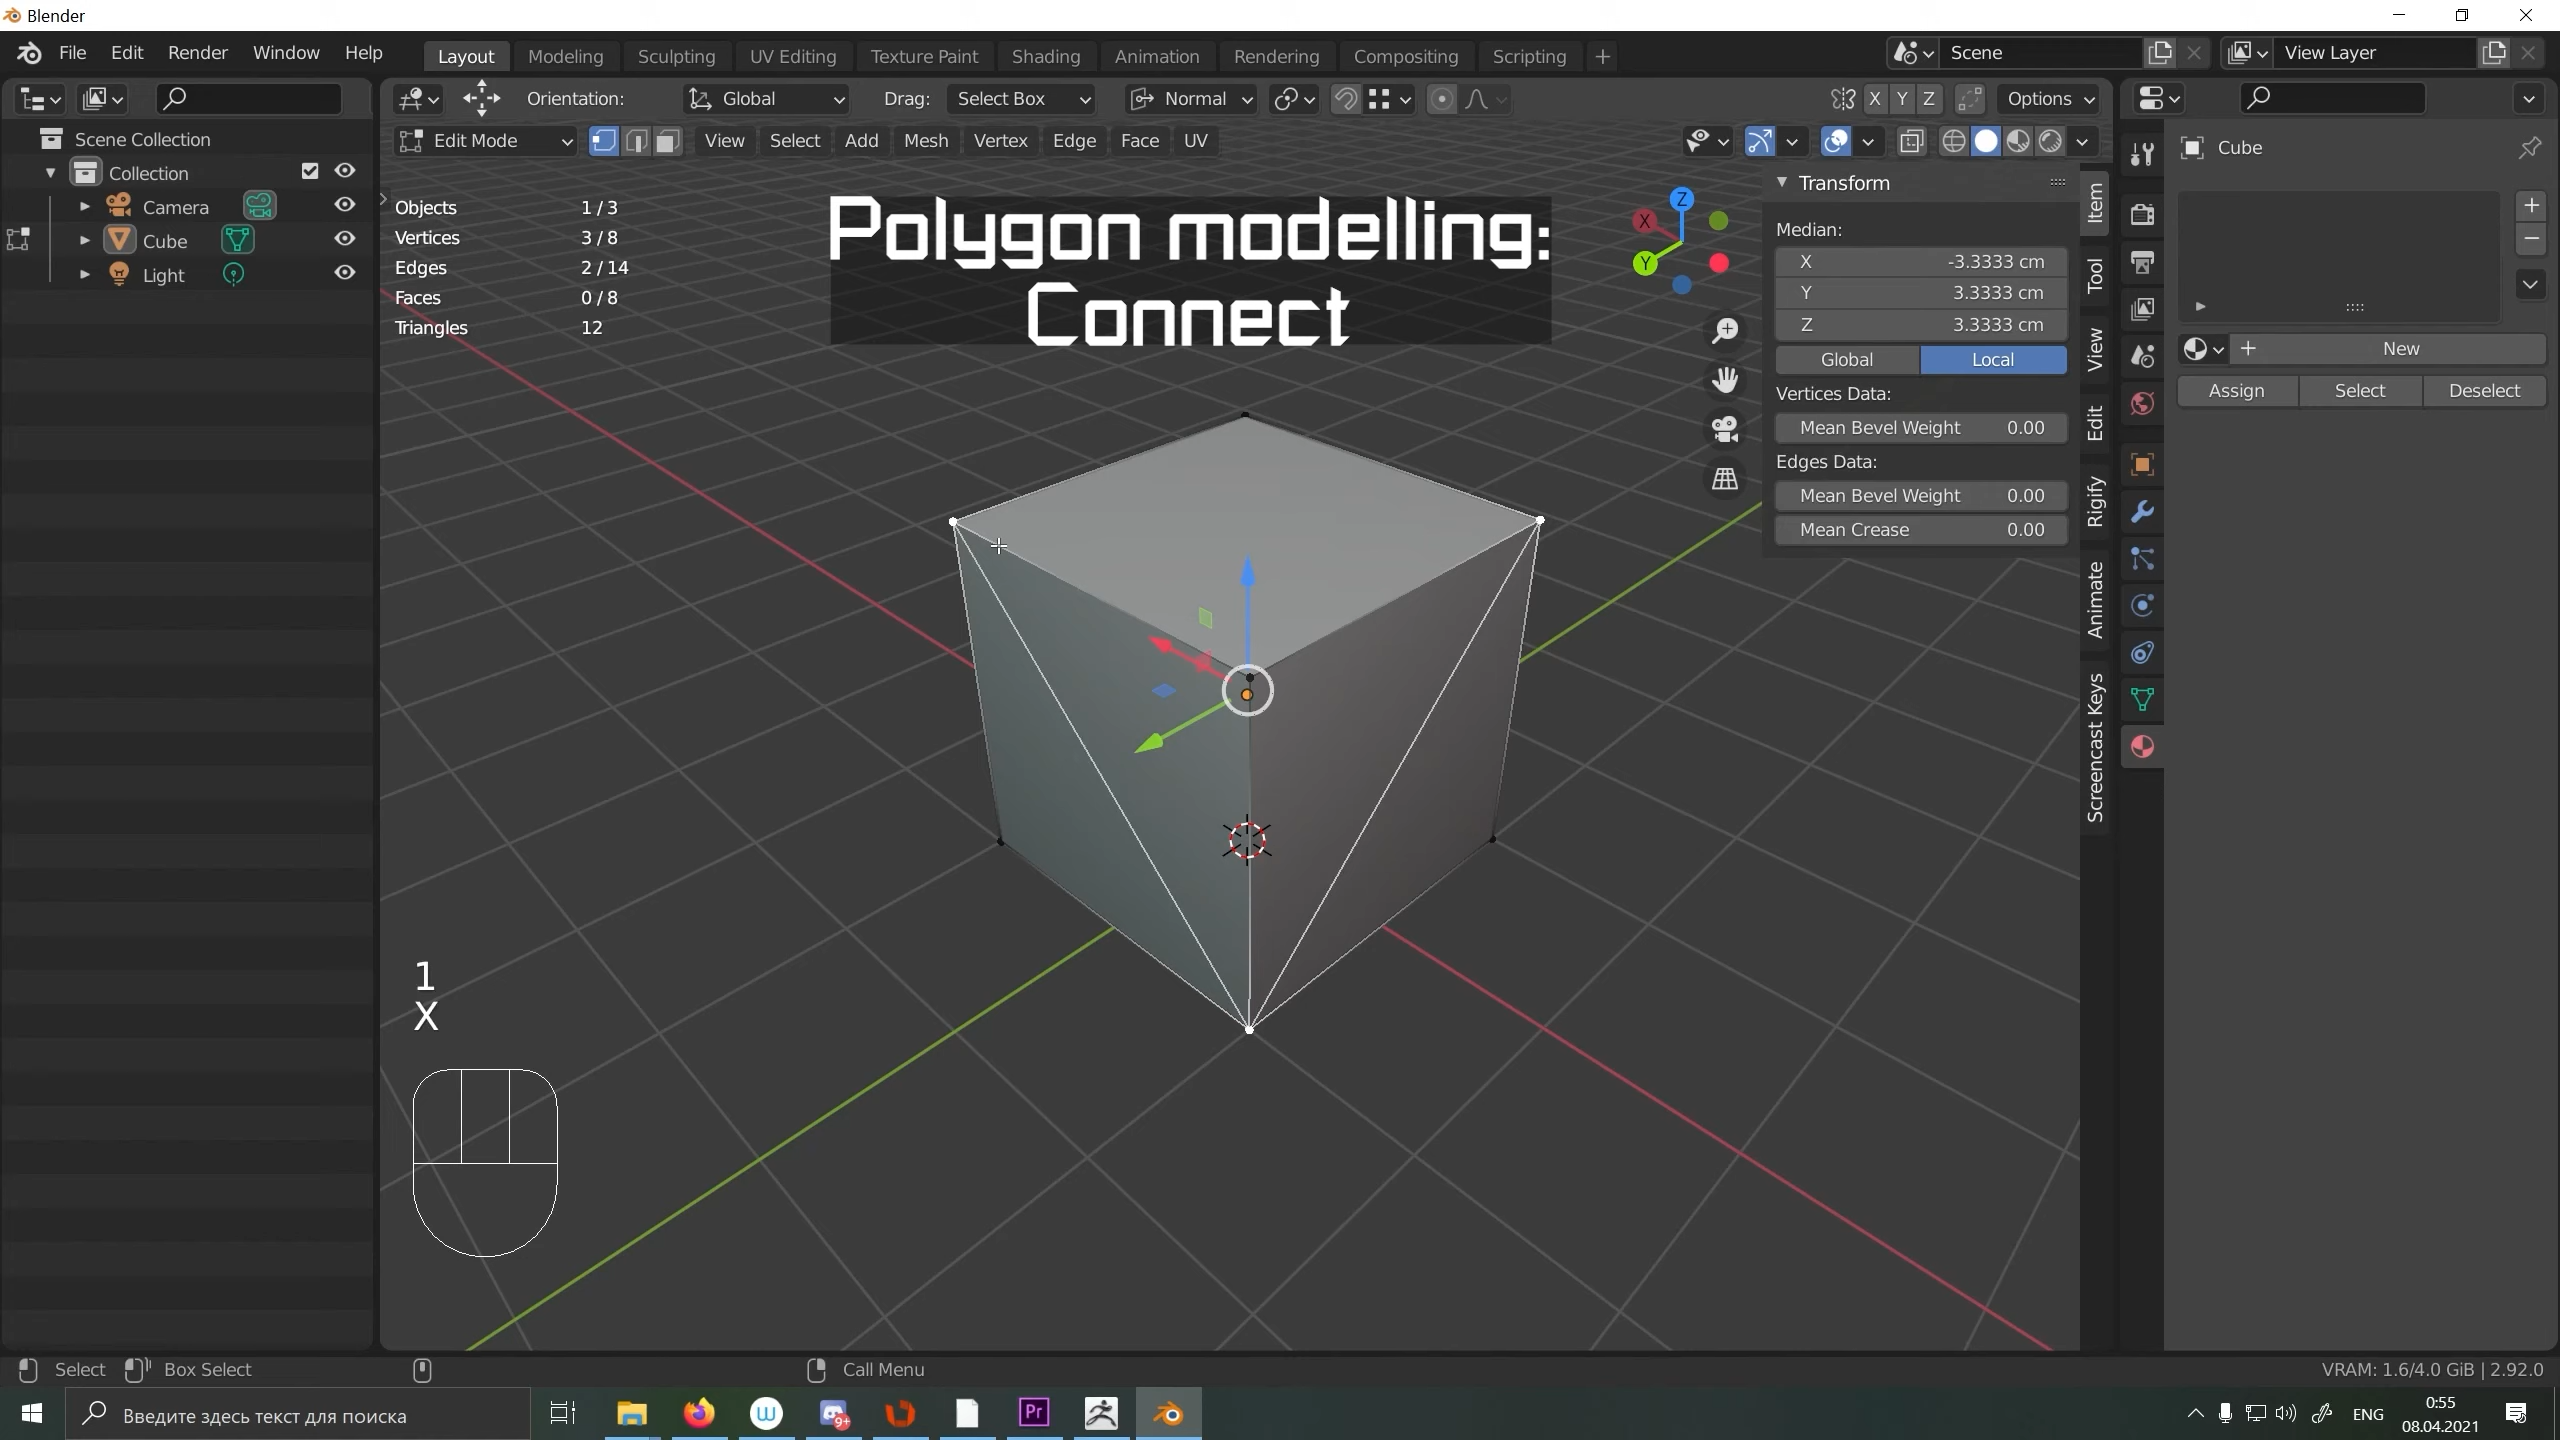 Blender
File Edit Render Window Help Layout Modeling Sculpting UV Editing Texture Paint Shading Animation Rendering Compositing Scripting + Scene View Layer
Orientation: Global Drag: Select Box Normal X Y Z Options
Scene Collection
Edit Mode View Select Add Mesh Vertex Edge Face UV
Cube
Collection
Camera
Cube
Light
Objects 1 / 3
Vertices 3 / 8
Edges 2 / 14
Faces 0 / 8
Triangles 12
Polygon modelling:
Connect
Z
X
Y
Transform
Median:
X -3.3333 cm
Y 3.3333 cm
Z 3.3333 cm
Global Local
Vertices Data:
Mean Bevel Weight 0.00
Edges Data:
Mean Bevel Weight 0.00
Mean Crease 0.00
Item
Tool
View
Edit
Rigify
Animate
Screencast Keys
New
Assign Select Deselect
1
X
Select Box Select Call Menu VRAM: 1.6/4.0 GiB | 2.92.0
Введите здесь текст для поиска
W
9+
Pr
ENG
0:55
08.04.2021